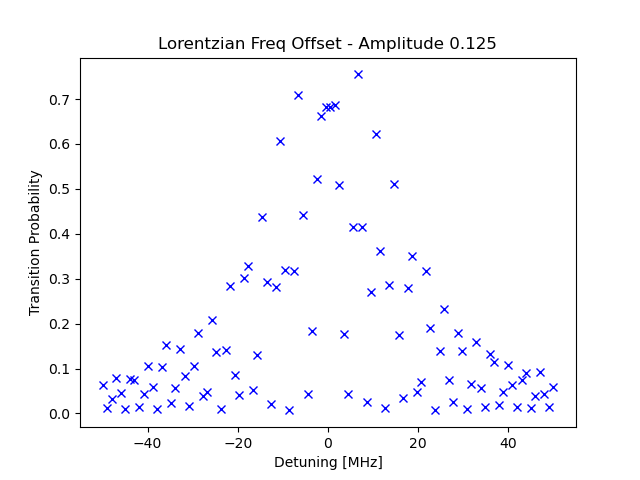 Lorentzian Freq Offset - Amplitude 0.125
Transition Probability
0.7
0.6
0.5
0.4
0.3
0.2
0.1
0.0
−40 −20 0 20 40
Detuning [MHz]